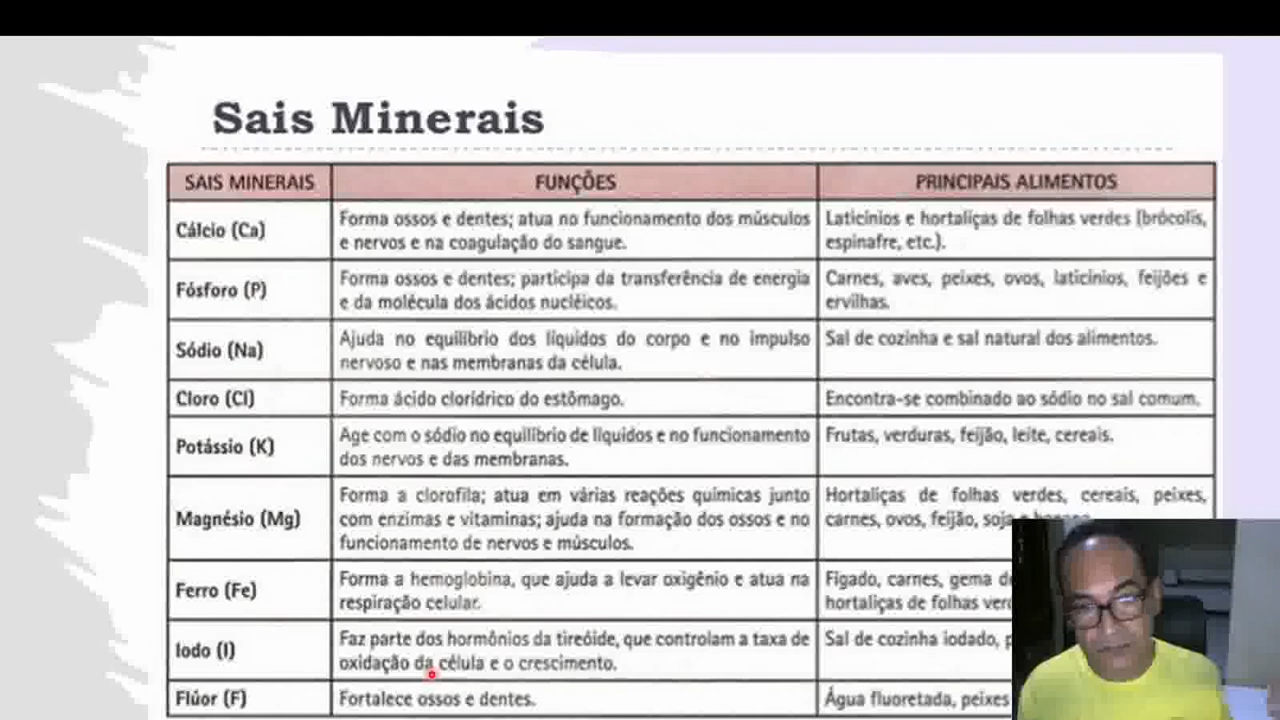 Sais Minerais
SAIS MINERAIS FUNÇÕES PRINCIPAIS ALIMENTOS
Cálcio (Ca)
Forma ossos e dentes; atua no funcionamento dos músculos
e nervos e na coagulação do sangue.
Laticínios e hortaliças de folhas verdes (brócolis,
espinafre, etc.).
Fósforo (P)
Forma ossos e dentes; participa da transferência de energia
e da molécula dos ácidos nucléicos.
Carnes, aves, peixes, ovos, laticínios, feijões e
ervilhas.
Sódio (Na)
Ajuda no equilíbrio dos líquidos do corpo e no impulso
nervoso e nas membranas da célula.
Sal de cozinha e sal natural dos alimentos.
Cloro (Cl)
Forma ácido clorídrico do estômago.
Encontra-se combinado ao sódio no sal comum.
Potássio (K)
Age com o sódio no equilíbrio de líquidos e no funcionamento
dos nervos e das membranas.
Frutas, verduras, feijão, leite, cereais.
Magnésio (Mg)
Forma a clorofila; atua em várias reações químicas junto
com enzimas e vitaminas; ajuda na formação dos ossos e no
funcionamento de nervos e músculos.
Hortaliças de folhas verdes, cereais, peixes,
carnes, ovos, feijão, soja
Ferro (Fe)
Forma a hemoglobina, que ajuda a levar oxigênio e atua na
respiração celular.
Fígado, carnes, gema
hortaliças de folhas
Iodo (I)
Faz parte dos hormônios da tireóide, que controlam a taxa de
oxidação da célula e o crescimento.
Sal de cozinha iodado,
Flúor (F)
Fortalece ossos e dentes.
Água fluoretada, peixes